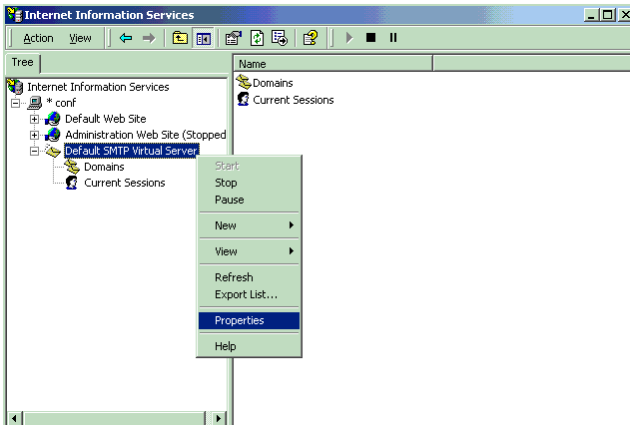 Internet Information Services
Action View
Tree
Name
Internet Information Services
* conf
Default Web Site
Administration Web Site (Stopped
Default SMTP Virtual Server
Domains
Current Sessions
Domains
Current Sessions
Start
Stop
Pause
New
View
Refresh
Export List...
Properties
Help